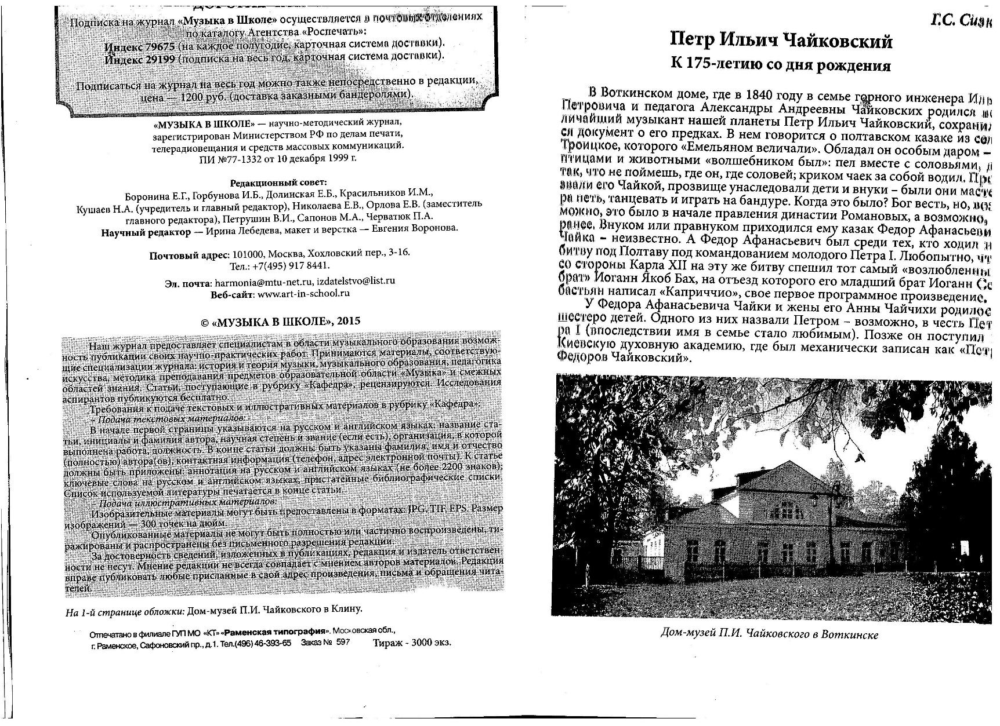 Подписка на журнал «Музыка в Школе» осуществляется в почтовых отделениях
по каталогу Агентства «Роспечать»:
Индекс 79675 (на каждое полугодие, карточная система доставки).
Индекс 29199 (подписка на весь год, карточная система доставки).
Подписаться на журнал на весь год можно также непосредственно в редакции,
цена — 1200 руб. (доставка заказными бандеролями).
«МУЗЫКА В ШКОЛЕ» — научно-методический журнал,
зарегистрирован Министерством РФ по делам печати,
телерадиовещания и средств массовых коммуникаций.
ПИ №77-1332 от 10 декабря 1999 г.
Редакционный совет:
Боронина Е.Г., Горбунова И.Б., Долинская Е.Б., Красильников И.М.,
Кушаев Н.А. (учредитель и главный редактор), Николаева Е.В., Орлова Е.В. (заместитель
главного редактора), Петрушин В.И., Сапонов М.А., Черватюк П.А.
Научный редактор — Ирина Лебедева, макет и верстка — Евгения Воронова.
Почтовый адрес: 101000, Москва, Хохловский пер., 3-16.
Тел.: +7(495) 917 8441.
Эл. почта: harmonia@mtu-net.ru, izdatelstvo@list.ru
Веб-сайт: www.art-in-school.ru
© «МУЗЫКА В ШКОЛЕ», 2015
Наш журнал предоставляет специалистам в области музыкального образования возмож-
ность публикации своих научно-практических работ. Принимаются материалы, соответствую-
щие специализации журнала: история и теория музыки, музыкального образования, педагогика
искусства, методика преподавания предметов образовательной области «Музыка» и смежных
областей знания. Статьи, поступающие в рубрику «Кафедра», рецензируются. Исследования
аспирантов публикуются бесплатно.
Требования к подаче текстовых и иллюстративных материалов в рубрику «Кафедра»:
– Подача текстовых материалов:
В начале первой страницы указываются на русском и английском языках: название ста-
тьи, инициалы и фамилия автора, научная степень и звание (если есть), организация, в которой
выполнена работа, должность. В конце статьи должны быть указаны фамилия, имя и отчество
(полностью) автора(ов), контактная информация (телефон, адрес электронной почты). К статье
должны быть приложены: аннотация на русском и английском языках (не более 2200 знаков);
ключевые слова на русском и английском языках; пристатейные библиографические списки.
Список используемой литературы печатается в конце статьи.
– Подача иллюстративных материалов:
Изобразительные материалы могут быть предоставлены в форматах: JPG, TIF, EPS. Размер
изображений — 300 точек на дюйм.
Опубликованные материалы не могут быть полностью или частично воспроизведены, ти-
ражированы и распространены без письменного разрешения редакции.
За достоверность сведений, изложенных в публикациях, редакция и издатель ответствен-
ности не несут. Мнение редакции не всегда совпадает с мнением авторов материалов. Редакция
вправе публиковать любые присланные в свой адрес произведения, письма и обращения чита-
телей.
На 1-й странице обложки: Дом-музей П.И. Чайковского в Клину.
Отпечатано в филиале ГУП МО «КТ» «Раменская типография». Московская обл.,
г. Раменское, Сафоновский пр., д.1. Тел.(496) 46-393-65 Заказ № 597 Тираж - 3000 экз.
Г.С.
Петр Ильич Чайковский
К 175-летию со дня рождения
В Воткинском доме, где в 1840 году в семье горного инженера Иль
Петровича и педагога Александры Андреевны Чайковских родился ве
личайший музыкант нашей планеты Петр Ильич Чайковский, сохрани
ся документ о его предках. В нем говорится о полтавском казаке из сел
Троицкое, которого «Емельяном величали». Обладал он особым даром –
птицами и животными «волшебником был»: пел вместе с соловьями, д
так, что не поймешь, где он, где соловей; криком чаек за собой водил. Про
звали его Чайкой, прозвище унаследовали дети и внуки – были они масте
ра петь, танцевать и играть на бандуре. Когда это было? Бог весть, но, воз
можно, это было в начале правления династии Романовых, а возможно,
ранее. Внуком или правнуком приходился ему казак Федор Афанасьеви
Чайка – неизвестно. А Федор Афанасьевич был среди тех, кто ходил н
битву под Полтаву под командованием молодого Петра I. Любопытно, чт
со стороны Карла XII на эту же битву спешил тот самый «возлюбленны
брат» Иоганн Якоб Бах, на отъезд которого его младший брат Иоганн Се
бастьян написал «Каприччио», свое первое программное произведение.
У Федора Афанасьевича Чайки и жены его Анны Чайчихи родилос
шестеро детей. Одного из них назвали Петром – возможно, в честь Пет
ра I (впоследствии имя в семье стало любимым). Позже он поступил
Киевскую духовную академию, где был механически записан как «Пет
Федоров Чайковский».
Дом-музей П.И. Чайковского в Воткинске